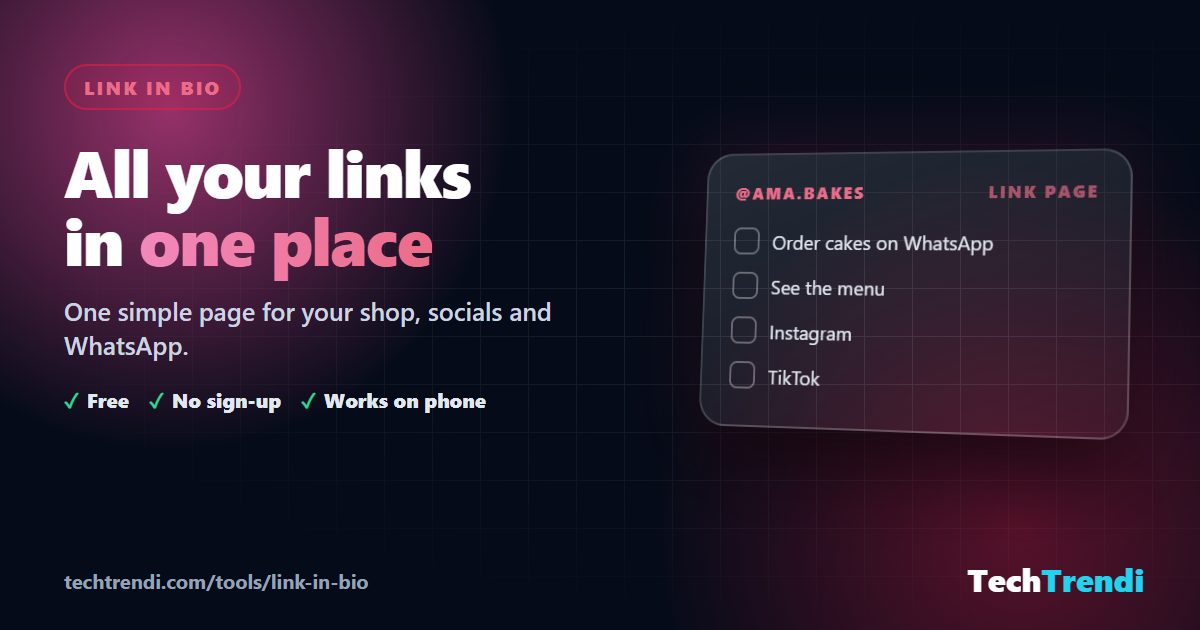 LINK IN BIO
All your links
in one place
One simple page for your shop, socials and
WhatsApp.
✓ Free ✓ No sign-up ✓ Works on phone
@AMA.BAKES LINK PAGE
Order cakes on WhatsApp
See the menu
Instagram
TikTok
techtrendi.com/tools/link-in-bio
TechTrendi